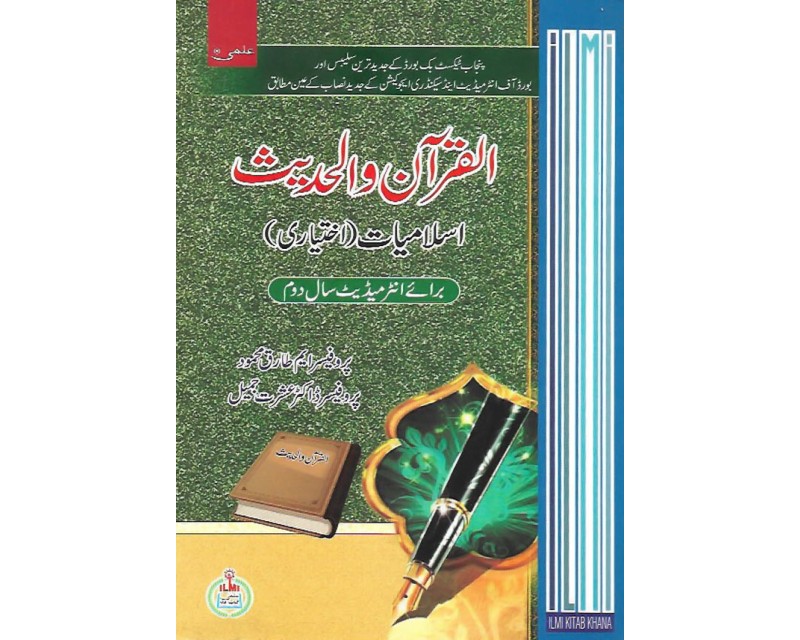 علمی
پنجاب ٹیکسٹ بک بورڈ کے جدید ترین سلیبس اور
بورڈ آف انٹرمیڈیٹ اینڈ سیکنڈری ایجوکیشن کے جدید نصاب کے عین مطابق
القرآن والحدیث
اسلامیات (اختیاری)
برائے انٹرمیڈیٹ سال دوم
پروفیسر ایم طارق محمود
پروفیسر ڈاکٹر عشرت جمیل
القرآن والحدیث
ILMI
ILMI
ILMI
ILMI KITAB KHANA